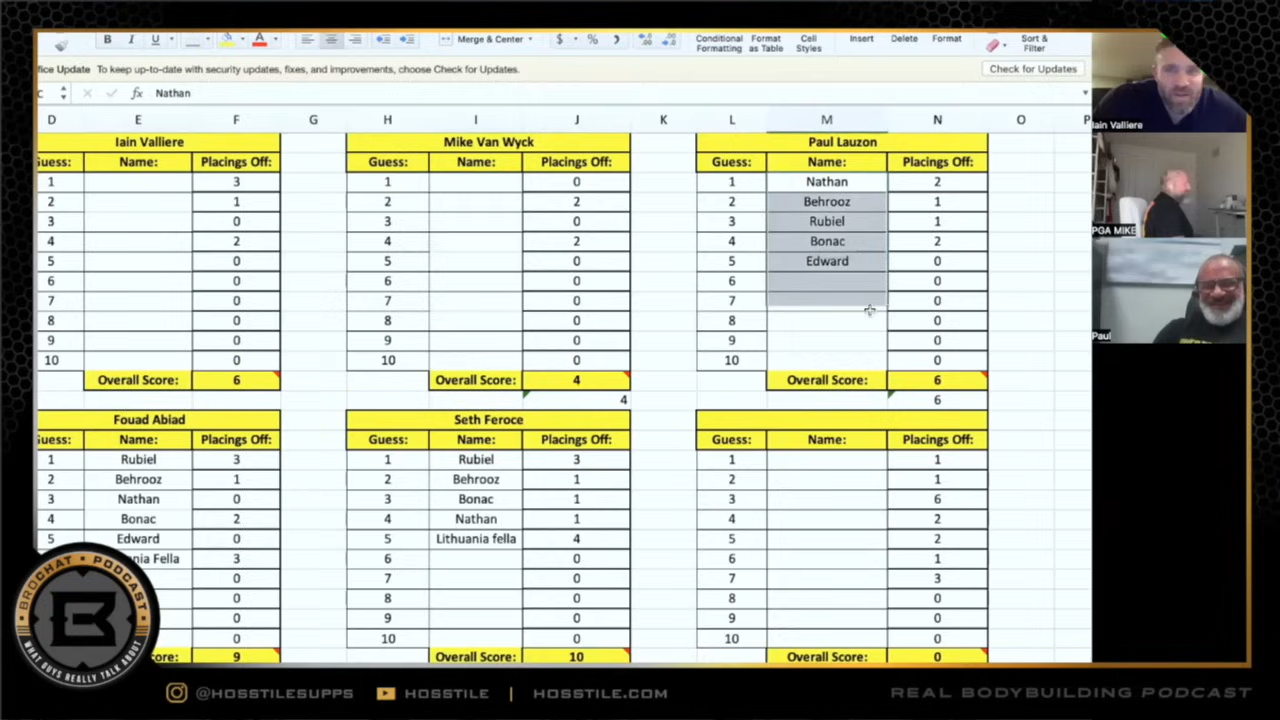 B I U
Merge & Center
$ % )
Conditional Formatting
Format as Table
Cell Styles
Insert
Delete
Format
Sort & Filter
fice Update To keep up-to-date with security updates, fixes, and improvements, choose Check for Updates.
Check for Updates
fx Nathan
D E F G H I J K L M N O P
Iain Valliere Mike Van Wyck Paul Lauzon
Guess: Name: Placings Off: Guess: Name: Placings Off: Guess: Name: Placings Off:
1 3 1 0 1 Nathan 2
2 1 2 2 2 Behrooz 1
3 0 3 0 3 Rubiel 1
4 2 4 2 4 Bonac 2
5 0 5 0 5 Edward 0
6 0 6 0 6 0
7 0 7 0 7 0
8 0 8 0 8 0
9 0 9 0 9 0
10 0 10 0 10 0
Overall Score: 6 Overall Score: 4 Overall Score: 6
4 6
Fouad Abiad Seth Feroce
uess: Name: Placings Off: Guess: Name: Placings Off: Guess: Name: Placings Off:
1 Rubiel 3 1 Rubiel 3 1 1
2 Behrooz 1 2 Behrooz 1 2 1
3 Nathan 0 3 Bonac 1 3 6
4 Bonac 2 4 Nathan 1 4 2
5 Edward 0 5 Lithuania fella 4 5 2
ania Fella 3 6 0 6 1
0 7 0 7 3
0 8 0 8 0
0 9 0 9 0
0 10 0 10 0
core: 9 Overall Score: 10 Overall Score: 0
Iain Valliere
PGA MIKE
Paul
BROCHAT • PODCAST
B
WHAT GUYS REALLY TALK ABOUT
@HOSSTILESUPPS HOSSTILE | HOSSTILE.COM
REAL BODYBUILDING PODCAST